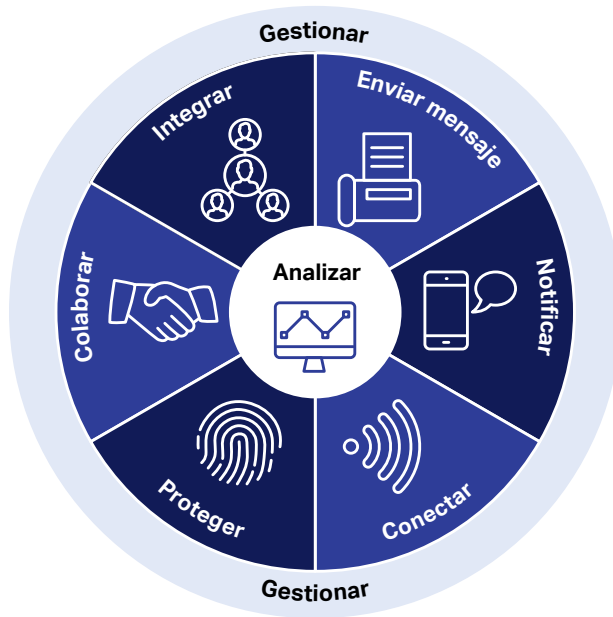 Gestionar
Integrar
Enviar mensaje
Colaborar
Analizar
Notificar
Proteger
Conectar
Gestionar